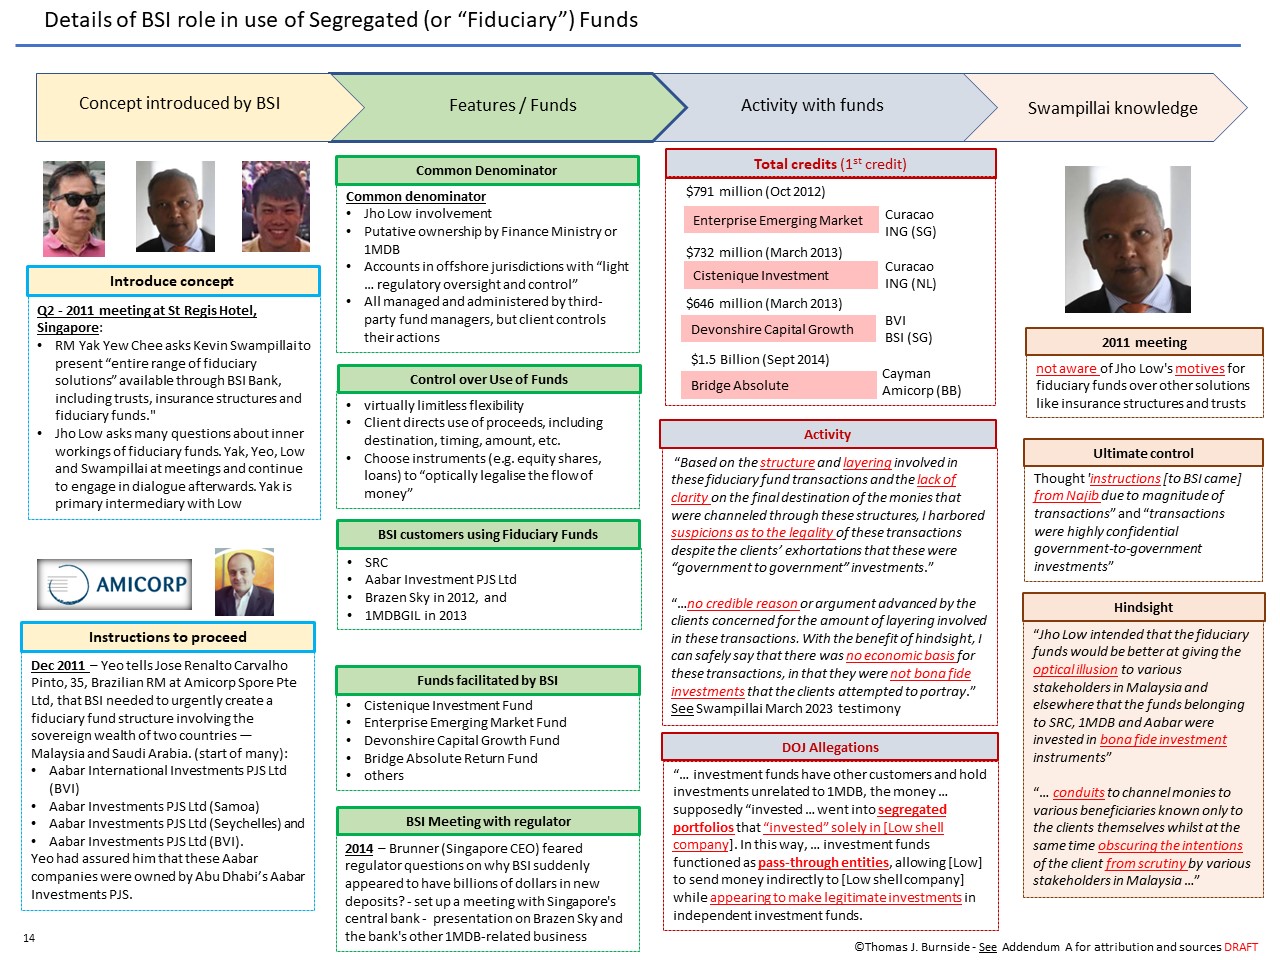 Details of BSI role in use of Segregated (or “Fiduciary”) Funds
Concept introduced by BSI
Features / Funds
Activity with funds
Swampillai knowledge
Introduce concept
Q2 - 2011 meeting at St Regis Hotel,
Singapore:
• RM Yak Yew Chee asks Kevin Swampillai to
present “entire range of fiduciary
solutions” available through BSI Bank,
including trusts, insurance structures and
fiduciary funds."
• Jho Low asks many questions about inner
workings of fiduciary funds. Yak, Yeo, Low
and Swampillai at meetings and continue
to engage in dialogue afterwards. Yak is
primary intermediary with Low
AMICORP
Instructions to proceed
Dec 2011 – Yeo tells Jose Renalto Carvalho
Pinto, 35, Brazilian RM at Amicorp Spore Pte
Ltd, that BSI needed to urgently create a
fiduciary fund structure involving the
sovereign wealth of two countries —
Malaysia and Saudi Arabia. (start of many):
• Aabar International Investments PJS Ltd
(BVI)
• Aabar Investments PJS Ltd (Samoa)
• Aabar Investments PJS Ltd (Seychelles) and
• Aabar Investments PJS Ltd (BVI).
Yeo had assured him that these Aabar
companies were owned by Abu Dhabi’s Aabar
Investments PJS.
Common Denominator
Common denominator
• Jho Low involvement
• Putative ownership by Finance Ministry or
1MDB
• Accounts in offshore jurisdictions with “light
... regulatory oversight and control”
• All managed and administered by third-
party fund managers, but client controls
their actions
Control over Use of Funds
• virtually limitless flexibility
• Client directs use of proceeds, including
destination, timing, amount, etc.
• Choose instruments (e.g. equity shares,
loans) to “optically legalise the flow of
money”
BSI customers using Fiduciary Funds
• SRC
• Aabar Investment PJS Ltd
• Brazen Sky in 2012, and
• 1MDBGIL in 2013
Funds facilitated by BSI
• Cistenique Investment Fund
• Enterprise Emerging Market Fund
• Devonshire Capital Growth Fund
• Bridge Absolute Return Fund
• others
BSI Meeting with regulator
2014 – Brunner (Singapore CEO) feared
regulator questions on why BSI suddenly
appeared to have billions of dollars in new
deposits? - set up a meeting with Singapore's
central bank - presentation on Brazen Sky and
the bank's other 1MDB-related business
Total credits (1st credit)
$791 million (Oct 2012)
Enterprise Emerging Market
Curacao
ING (SG)
$732 million (March 2013)
Cistenique Investment
Curacao
ING (NL)
$646 million (March 2013)
Devonshire Capital Growth
BVI
BSI (SG)
$1.5 Billion (Sept 2014)
Bridge Absolute
Cayman
Amicorp (BB)
Activity
“Based on the structure and layering involved in
these fiduciary fund transactions and the lack of
clarity on the final destination of the monies that
were channeled through these structures, I harbored
suspicions as to the legality of these transactions
despite the clients’ exhortations that these were
“government to government” investments.”
“...no credible reason or argument advanced by the
clients concerned for the amount of layering involved
in these transactions. With the benefit of hindsight, I
can safely say that there was no economic basis for
these transactions, in that they were not bona fide
investments that the clients attempted to portray.”
See Swampillai March 2023 testimony
DOJ Allegations
“... investment funds have other customers and hold
investments unrelated to 1MDB, the money ...
supposedly “invested ... went into segregated
portfolios that “invested” solely in [Low shell
company]. In this way, ... investment funds
functioned as pass-through entities, allowing [Low]
to send money indirectly to [Low shell company]
while appearing to make legitimate investments in
independent investment funds.
2011 meeting
not aware of Jho Low's motives for
fiduciary funds over other solutions
like insurance structures and trusts
Ultimate control
Thought 'instructions [to BSI came]
from Najib due to magnitude of
transactions” and “transactions
were highly confidential
government-to-government
investments”
Hindsight
“Jho Low intended that the fiduciary
funds would be better at giving the
optical illusion to various
stakeholders in Malaysia and
elsewhere that the funds belonging
to SRC, 1MDB and Aabar were
invested in bona fide investment
instruments”
“... conduits to channel monies to
various beneficiaries known only to
the clients themselves whilst at the
same time obscuring the intentions
of the client from scrutiny by various
stakeholders in Malaysia ...”
14
©Thomas J. Burnside - See Addendum A for attribution and sources DRAFT